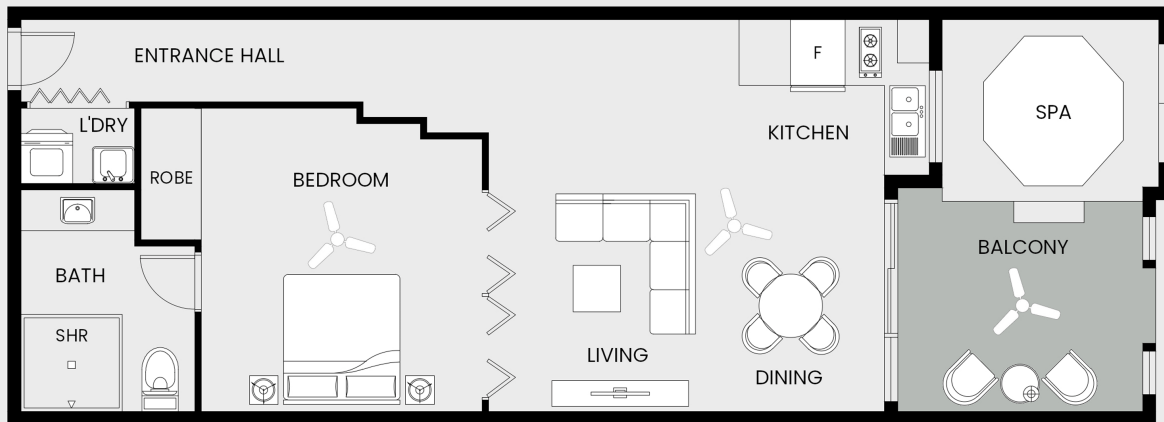 ENTRANCE HALL
F
L'DRY
KITCHEN
SPA
ROBE
BEDROOM
BATH
BALCONY
SHR
LIVING
DINING